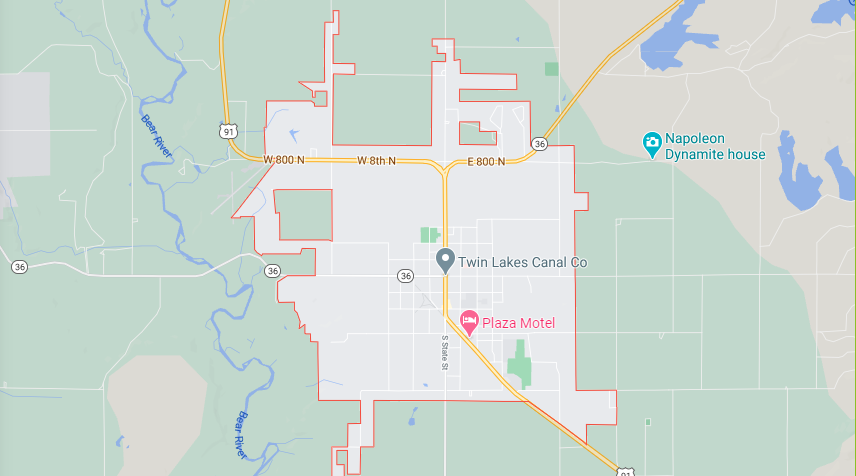 91
Bear River
W 800 N
W 8th N
E 800 N
36
Napoleon
Dynamite house
36
36
36
Twin Lakes Canal Co
Plaza Motel
S State St
Bear River
91